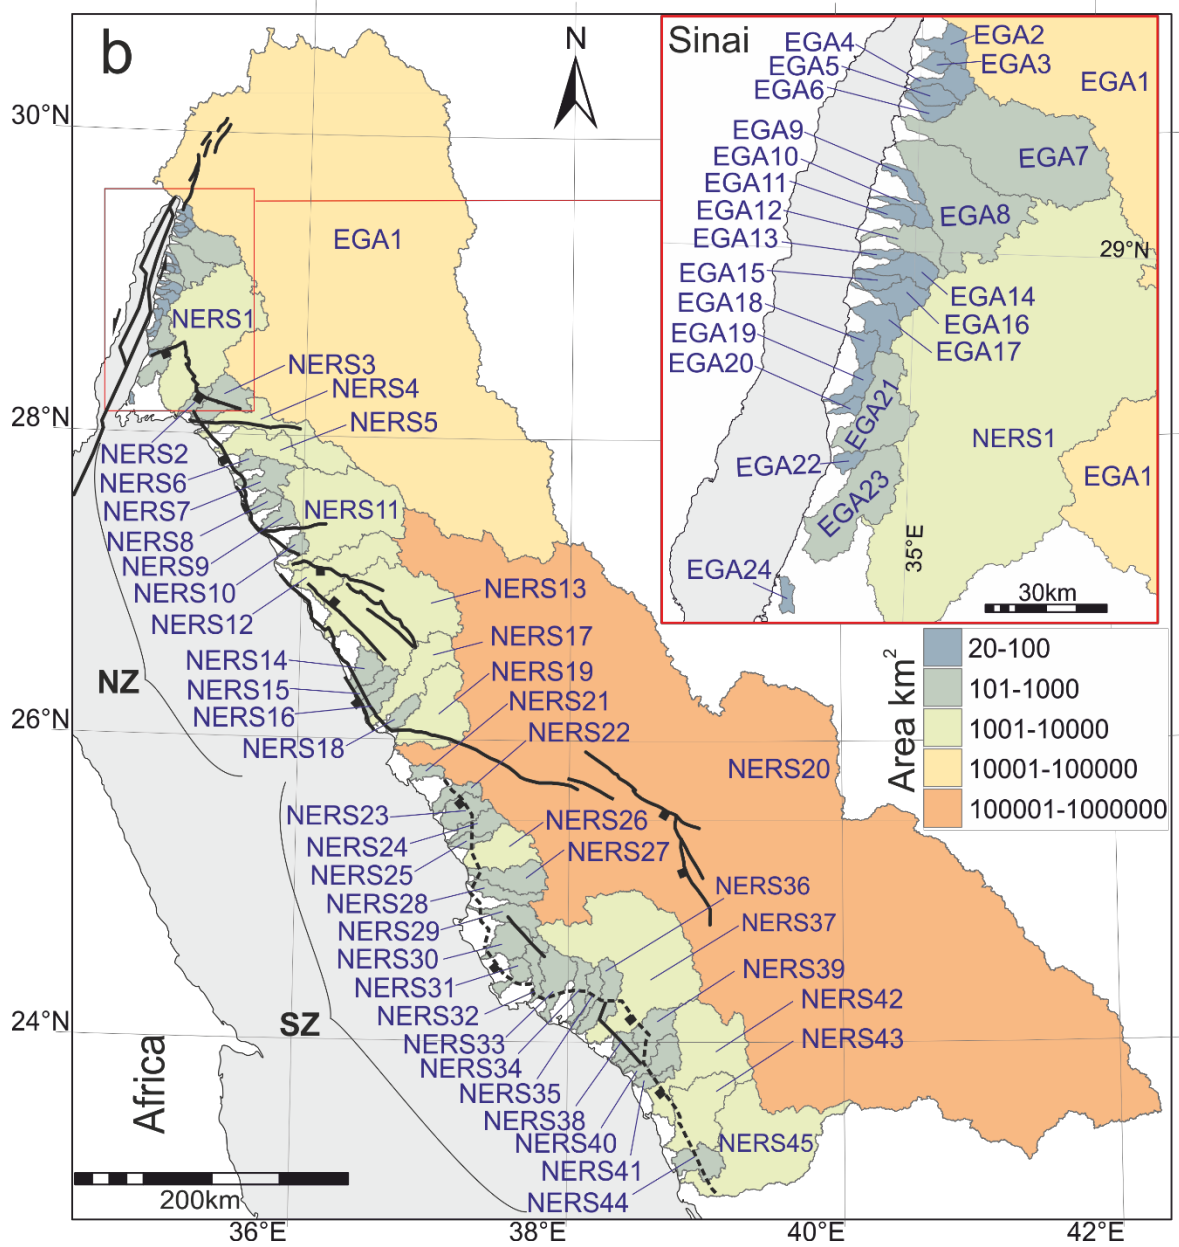 b
N
Sinai
EGA4
EGA2
EGA5
EGA3
EGA6
EGA1
EGA9
EGA7
EGA10
EGA11
EGA8
EGA12
EGA13
29°N
EGA15
EGA14
EGA18
EGA16
EGA19
EGA17
EGA20
EGA21
NERS1
EGA22
EGA1
EGA23
35°E
EGA24
30km
30°N
EGA1
NERS1
NERS3
NERS4
28°N
NERS5
NERS2
NERS6
NERS7
NERS11
NERS8
NERS9
NERS10
NERS13
NERS12
NERS17
NERS14
NERS19
NZ
NERS15
NERS21
NERS16
26°N
NERS22
NERS18
NERS20
NERS23
NERS26
NERS24
NERS27
NERS25
NERS36
NERS28
NERS37
NERS29
NERS30
NERS39
NERS31
NERS42
24°N
NERS32
SZ
NERS43
NERS33
NERS34
NERS35
NERS38
NERS40
NERS45
NERS41
NERS44
Africa
200km
Area km²
20-100
101-1000
1001-10000
10001-100000
100001-1000000
36°E
38°E
40°E
42°E